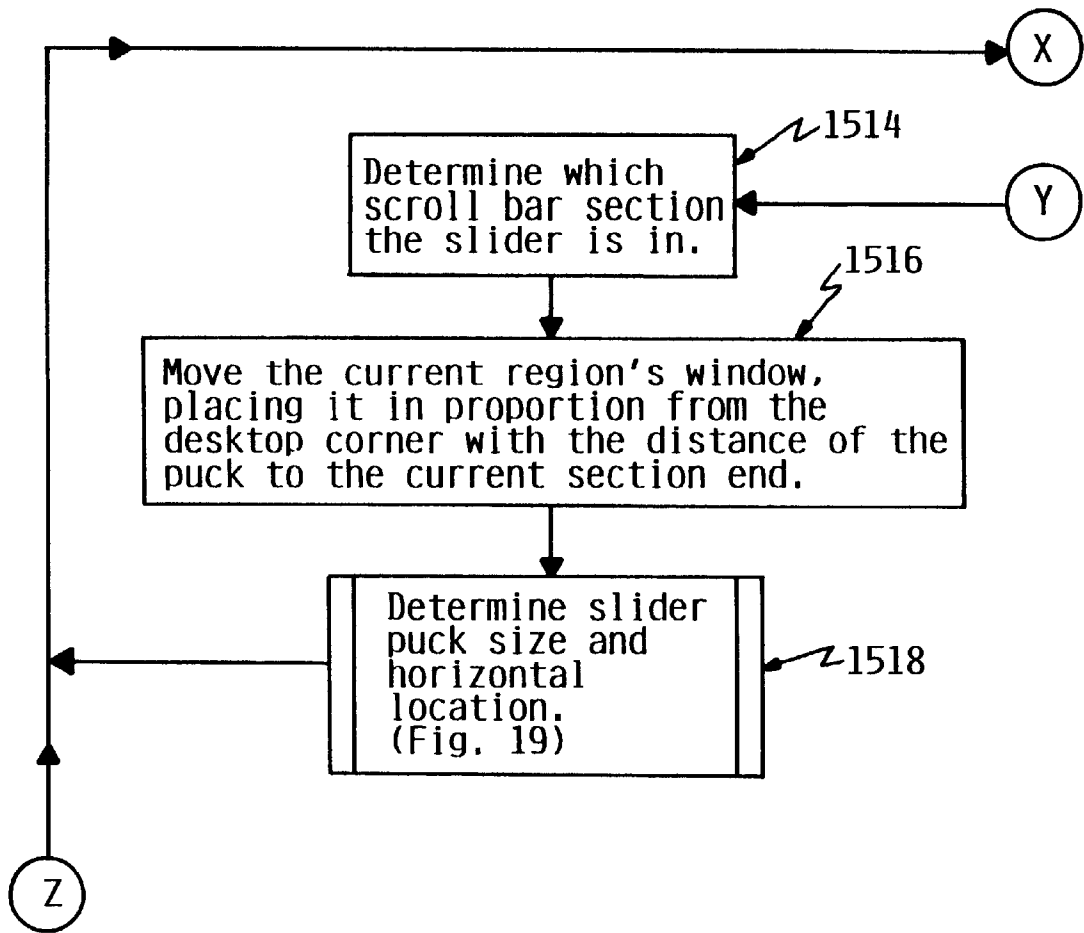 X
1514
Determine which
scroll bar section
the slider is in.
Y
1516
Move the current region's window,
placing it in proportion from the
desktop corner with the distance of the
puck to the current section end.
Determine slider
puck size and
horizontal
location.
(Fig. 19)
1518
Z